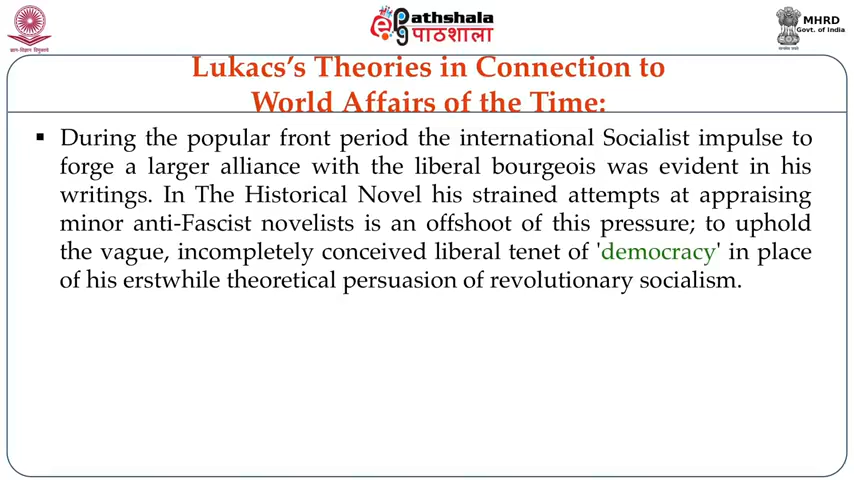 ePathshala
पाठशाला
MHRD
Govt. of India
Lukacs's Theories in Connection to
World Affairs of the Time:
▪ During the popular front period the international Socialist impulse to
forge a larger alliance with the liberal bourgeois was evident in his
writings. In The Historical Novel his strained attempts at appraising
minor anti-Fascist novelists is an offshoot of this pressure; to uphold
the vague, incompletely conceived liberal tenet of 'democracy' in place
of his erstwhile theoretical persuasion of revolutionary socialism.